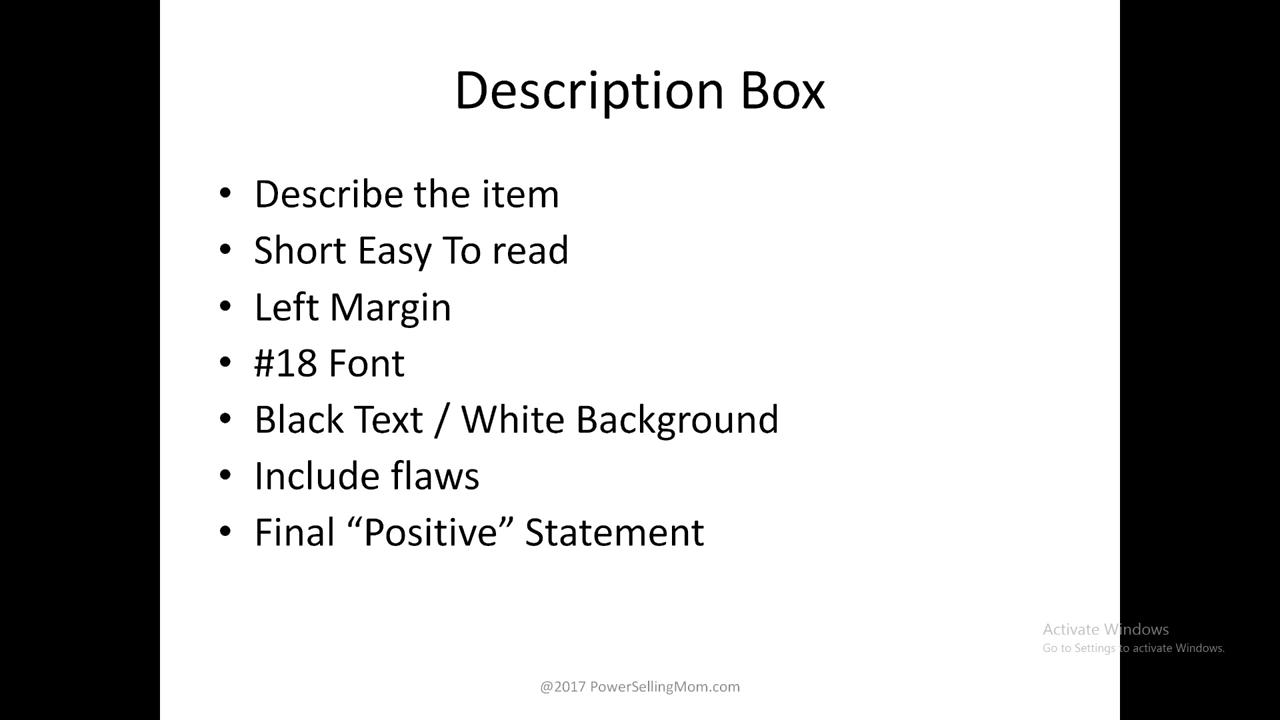 Description Box
• Describe the item
• Short Easy To read
• Left Margin
• #18 Font
• Black Text / White Background
• Include flaws
• Final “Positive” Statement
Activate Windows
Go to Settings to activate Windows.
@2017 PowerSellingMom.com